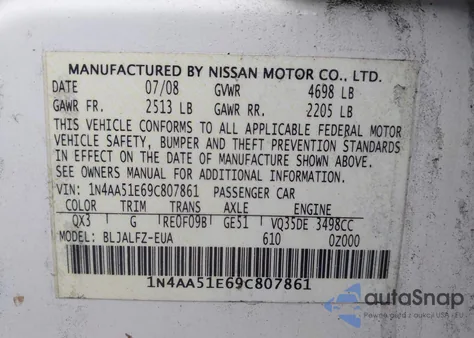 MANUFACTURED BY NISSAN MOTOR CO., LTD.
DATE 07/08 GVWR 4698 LB
GAWR FR. 2513 LB GAWR RR. 2205 LB
THIS VEHICLE CONFORMS TO ALL APPLICABLE FEDERAL MOTOR
VEHICLE SAFETY, BUMPER AND THEFT PREVENTION STANDARDS
IN EFFECT ON THE DATE OF MANUFACTURE SHOWN ABOVE.
SEE OWNERS MANUAL FOR ADDITIONAL INFORMATION.
VIN: 1N4AA51E69C807861 PASSENGER CAR
COLOR TRIM TRANS AXLE ENGINE
QX3 G RE0F09B GE51 VQ35DE 3498CC
MODEL: BLJALFZ-EUA 610 0Z000
1N4AA51E69C807861
autoSnap